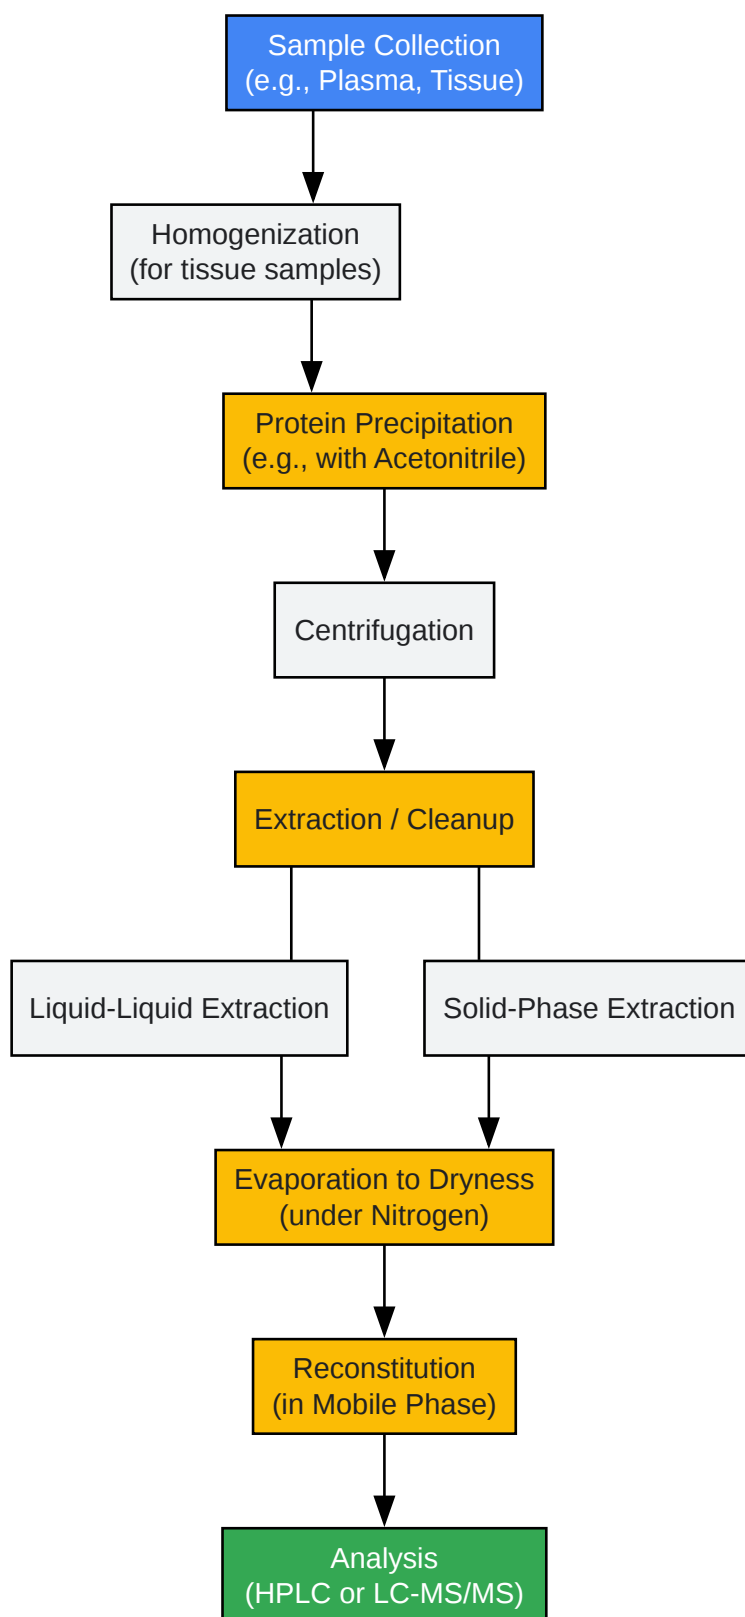 Sample Collection
(e.g., Plasma, Tissue)
Homogenization
(for tissue samples)
Protein Precipitation
(e.g., with Acetonitrile)
Centrifugation
Extraction / Cleanup
Liquid-Liquid Extraction
Solid-Phase Extraction
Evaporation to Dryness
(under Nitrogen)
Reconstitution
(in Mobile Phase)
Analysis
(HPLC or LC-MS/MS)